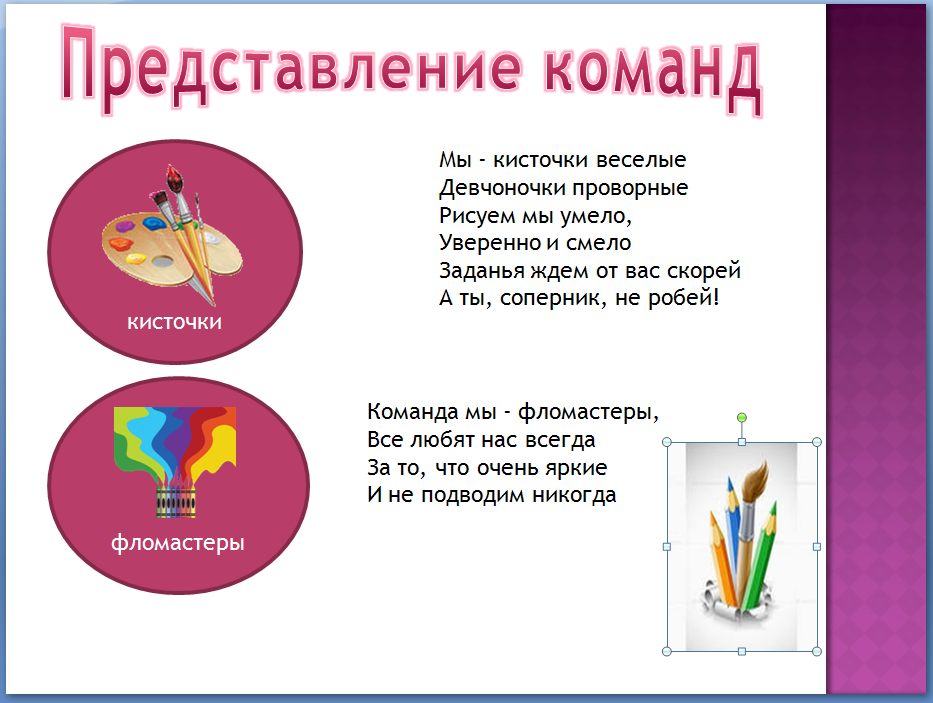 Представление команд
кисточки
Мы - кисточки веселые
Девчоночки проворные
Рисуем мы умело,
Уверенно и смело
Заданья ждем от вас скорей
А ты, соперник, не робей!
фломастеры
Команда мы - фломастеры,
Все любят нас всегда
За то, что очень яркие
И не подводим никогда